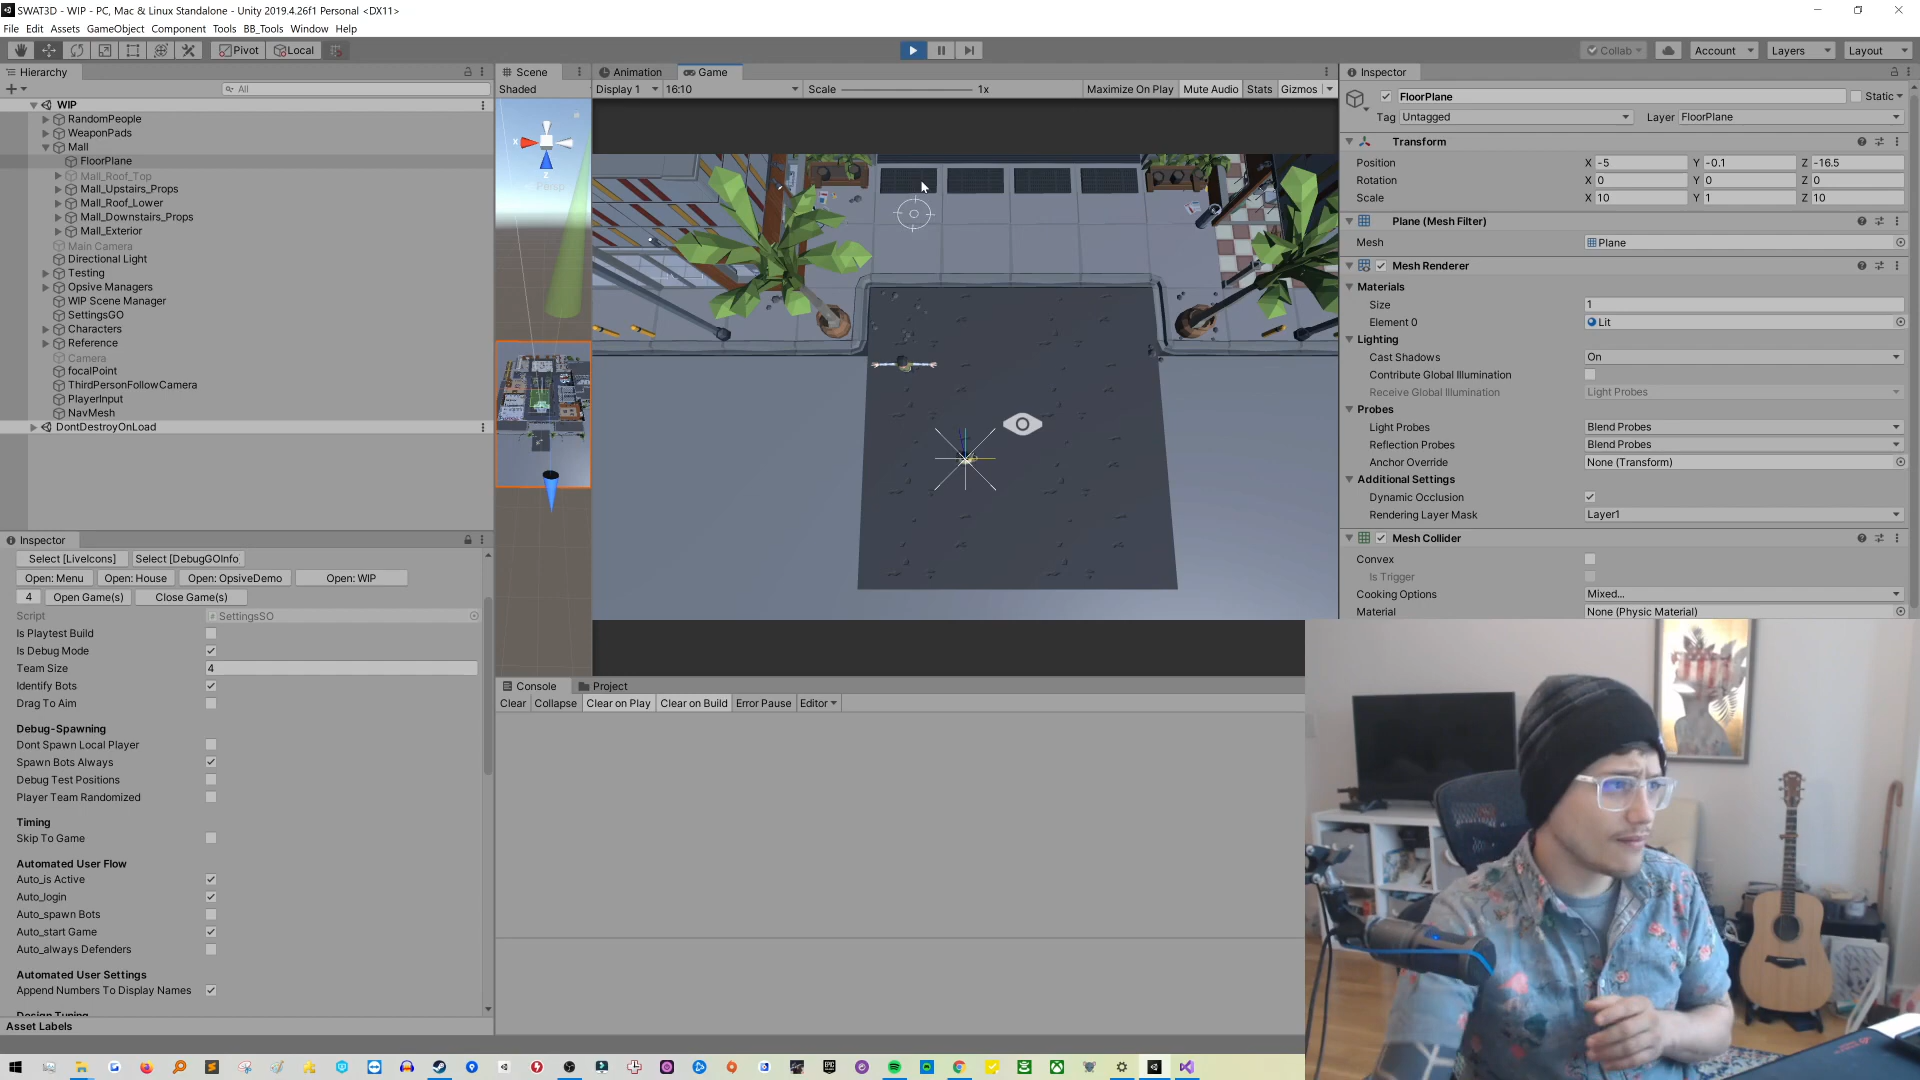 SWAT3D - WIP - PC, Mac & Linux Standalone - Unity 2019.4.26f1 Personal <DX11>
File Edit Assets GameObject Component Tools BB_Tools Window Help
Pivot Local Collab Account Layers Layout
Hierarchy
All
WIP
RandomPeople
WeaponPads
Mall
FloorPlane
Mall_Roof_Top
Mall_Upstairs_Props
Mall_Roof_Lower
Mall_Downstairs_Props
Mall_Exterior
Main Camera
Directional Light
Testing
Opsive Managers
WIP Scene Manager
SettingsGO
Characters
Reference
Camera
focalPoint
ThirdPersonFollowCamera
PlayerInput
NavMesh
DontDestroyOnLoad
Inspector
Select [LiveIcons] Select [DebugGOInfo
Open: Menu Open: House Open: OpsiveDemo Open: WIP
4 Open Game(s) Close Game(s)
Script SettingsSO
Is Playtest Build
Is Debug Mode
Team Size 4
Identify Bots
Drag To Aim
Debug-Spawning
Dont Spawn Local Player
Spawn Bots Always
Debug Test Positions
Player Team Randomized
Timing
Skip To Game
Automated User Flow
Auto_is Active
Auto_login
Auto_spawn Bots
Auto_start Game
Auto_always Defenders
Automated User Settings
Append Numbers To Display Names
Design Tuning
Asset Labels
Scene
Shaded
X
Z
Persp
Animation Game
Display 1 16:10 Scale 1x Maximize On Play Mute Audio Stats Gizmos
Console Project
Clear Collapse Clear on Play Clear on Build Error Pause Editor
Inspector
FloorPlane Static
Tag Untagged Layer FloorPlane
Transform
Position X -5 Y -0.1 Z -16.5
Rotation X 0 Y 0 Z 0
Scale X 10 Y 1 Z 10
Plane (Mesh Filter)
Mesh Plane
Mesh Renderer
Materials
Size 1
Element 0 Lit
Lighting
Cast Shadows On
Contribute Global Illumination
Receive Global Illumination Light Probes
Probes
Light Probes Blend Probes
Reflection Probes Blend Probes
Anchor Override None (Transform)
Additional Settings
Dynamic Occlusion
Rendering Layer Mask Layer1
Mesh Collider
Convex
Is Trigger
Cooking Options Mixed...
Material None (Physic Material)